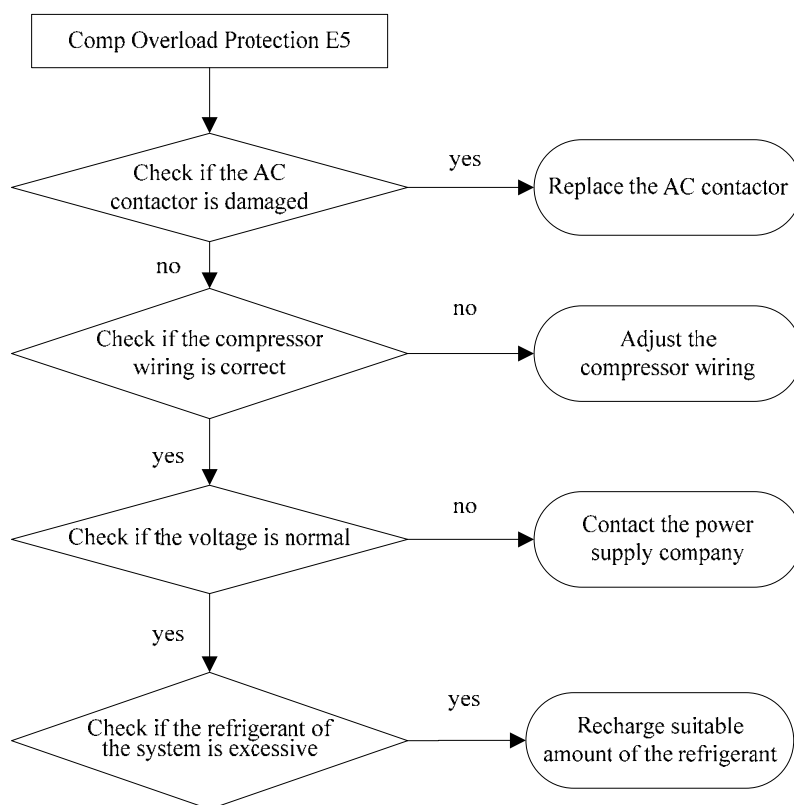 Comp Overload Protection E5
Check if the AC
contactor is damaged
yes
Replace the AC contactor
no
Check if the compressor
wiring is correct
no
Adjust the
compressor wiring
yes
Check if the voltage is normal
no
Contact the power
supply company
yes
Check if the refrigerant of
the system is excessive
yes
Recharge suitable
amount of the refrigerant